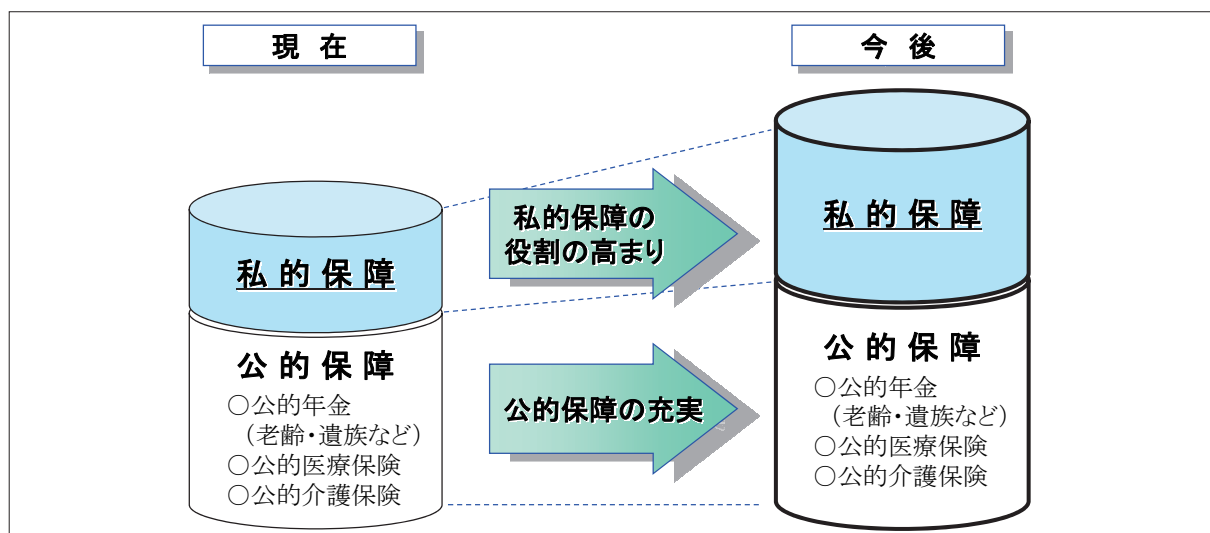 現 在
今 後
私 的 保 障
公 的 保 障
○公的年金
（老齢・遺族など）
○公的医療保険
○公的介護保険
私的保障の
役割の高まり
公的保障の充実
私 的 保 障
公 的 保 障
○公的年金
（老齢・遺族など）
○公的医療保険
○公的介護保険